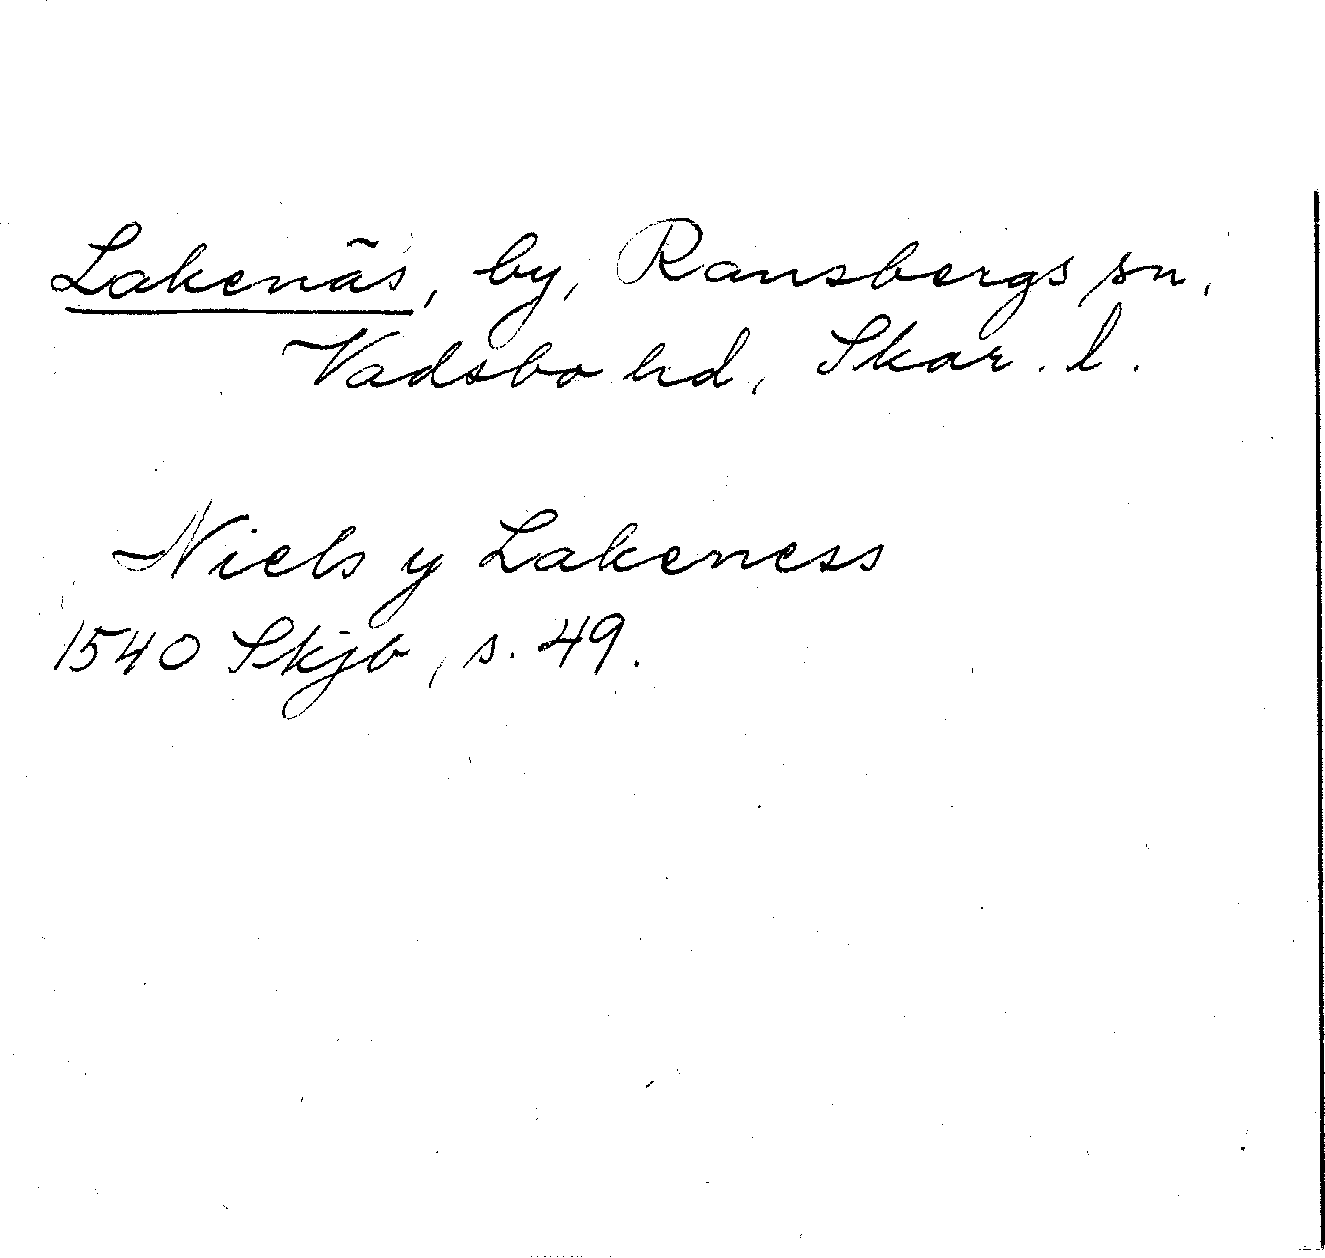 Lakenäs, by, Ransbergs sn,
Vadsbo hd, Skar. l.
Niels y Lakeness
1540 Skjb, s. 49.